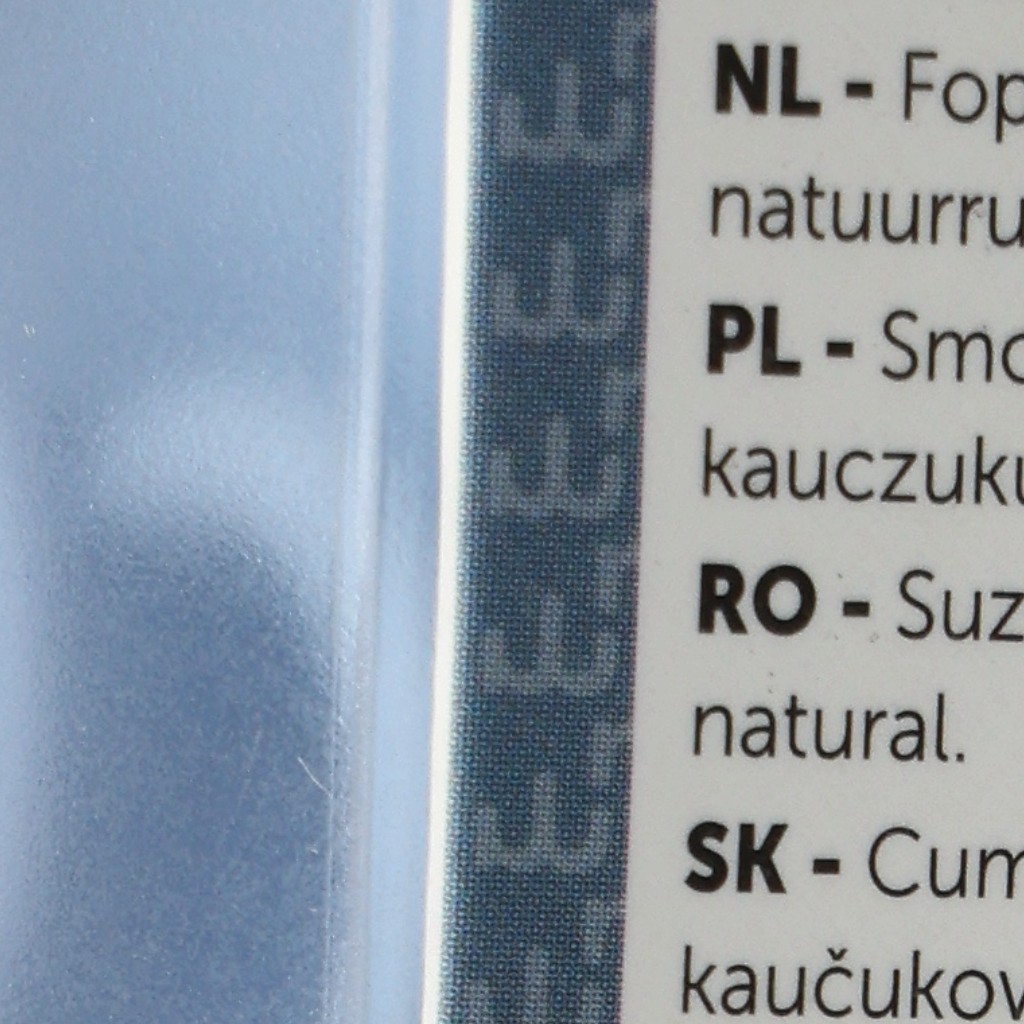 NL - Fop
natuurru
PL - Smo
kauczuku
RO - Suz
natural.
SK - Cum
kaučukov